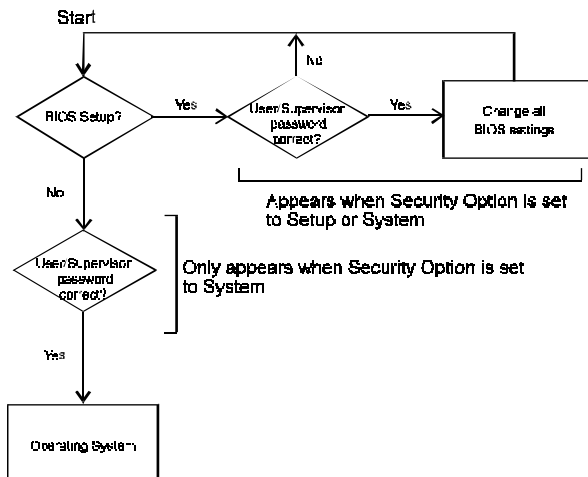 Start
No
BIOS Setup?
Yes
User/Supervisor
password
correct?
Yes
Change all
BIOS settings
No
Appears when Security Option is set
to Setup or System
User/Supervisor
password
correct?
Only appears when Security Option is set
to System
Yes
Operating System